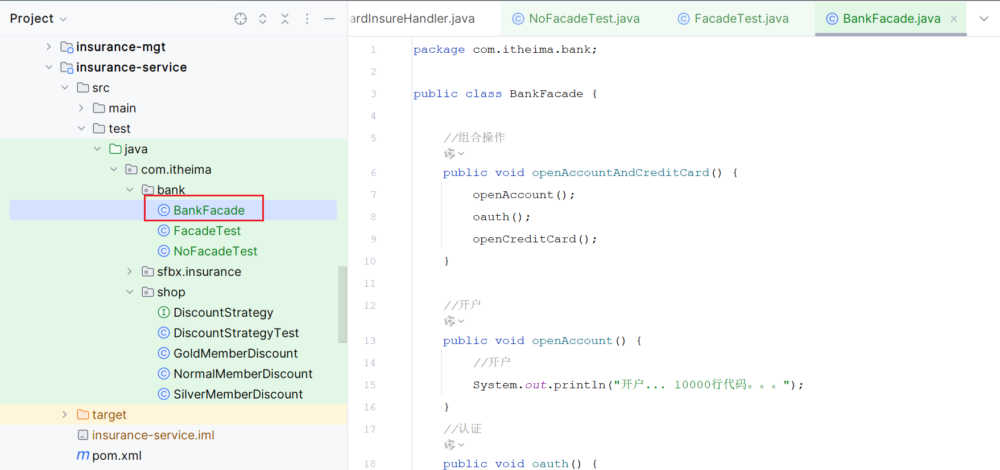 Project
insurance-mgt
insurance-service
src
main
test
java
com.itheima
bank
BankFacade
FacadeTest
NoFacadeTest
sfbx.insurance
shop
DiscountStrategy
DiscountStrategyTest
GoldMemberDiscount
NormalMemberDiscount
SilverMemberDiscount
target
insurance-service.iml
pom.xml
ardInsureHandler.java NoFacadeTest.java FacadeTest.java BankFacade.java
1 package com.itheima.bank;
2
3 public class BankFacade {
4
5 //组合操作
6 public void openAccountAndCreditCard() {
7 openAccount();
8 oauth();
9 openCreditCard();
10 }
11
12 //开户
13 public void openAccount() {
14 //开户
15 System.out.println("开户... 10000行代码。。。");
16 }
17 //认证
18 public void oauth() {